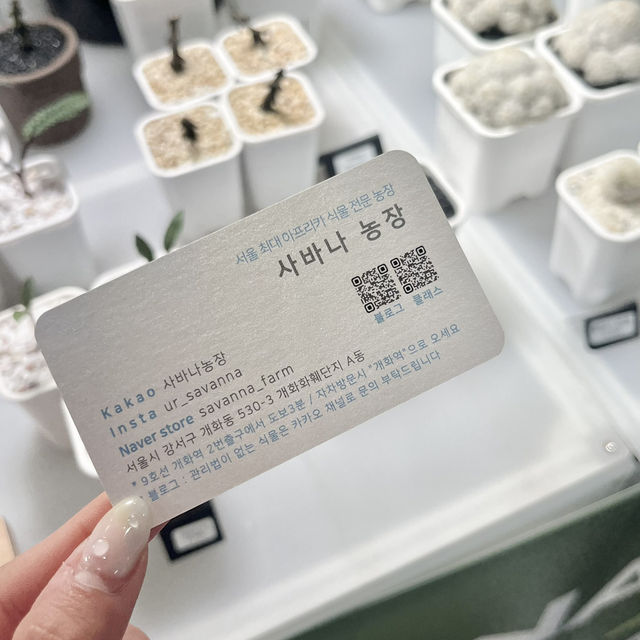 서울 최대 아프리카 식물 전문 농장
사바나 농장
블로그 클래스
Kakao 사바나농장
Insta ur_savanna
Naver store savanna_farm
서울시 강서구 개화동 530-3 개화화훼단지 A동
* 9호선 개화역 2번출구에서 도보3분 / 자차방문시 "개화역"으로 오세요
* 블로그 : 관리법이 없는 식물은 카카오 채널로 문의 부탁드립니다